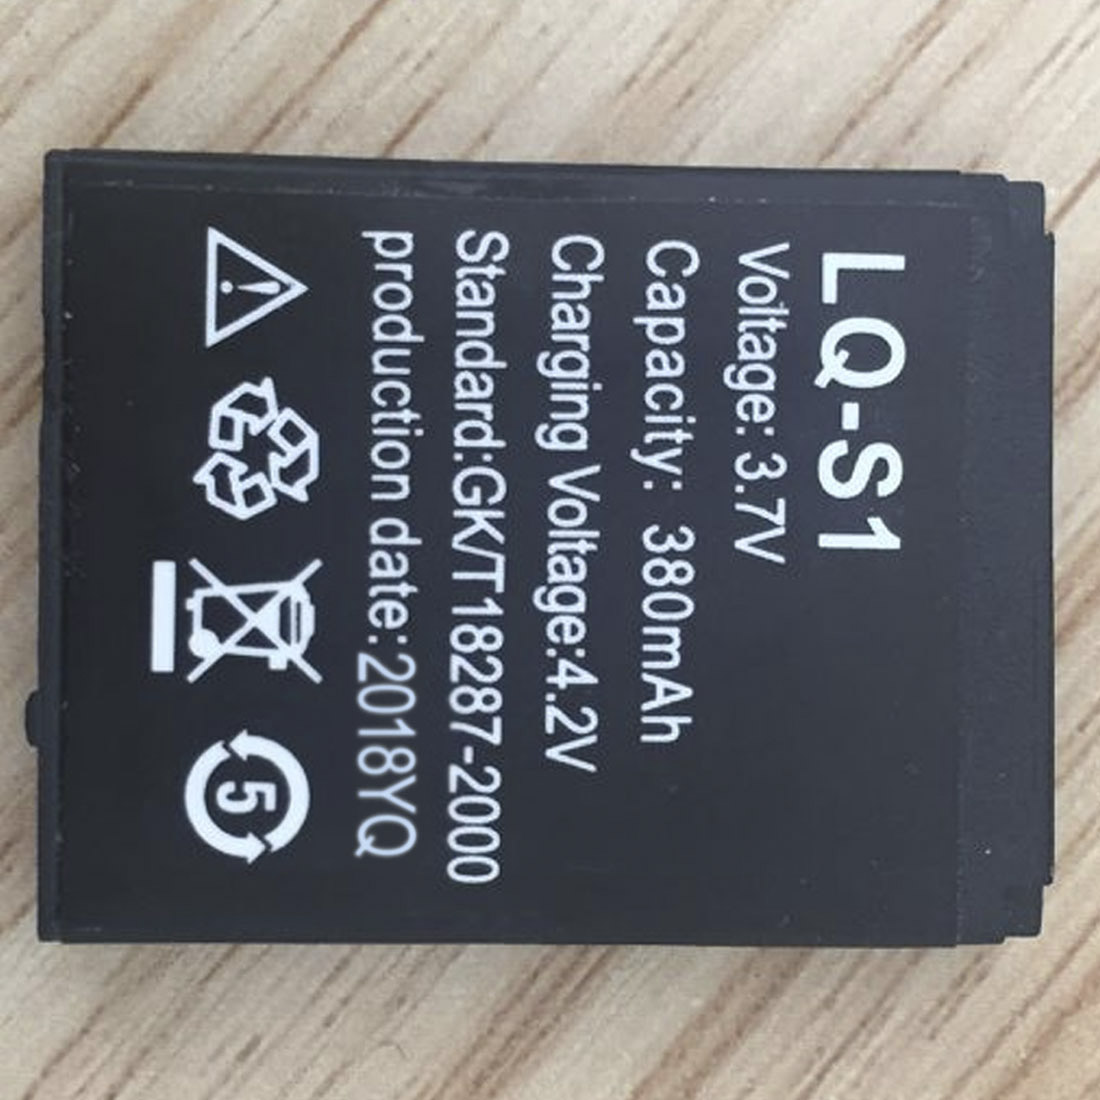 LQ-S1
Voltage: 3.7V
Capacity: 380mAh
Charging Voltage:4.2V
Standard:GK/T18287-2000
production date:2018YQ
5